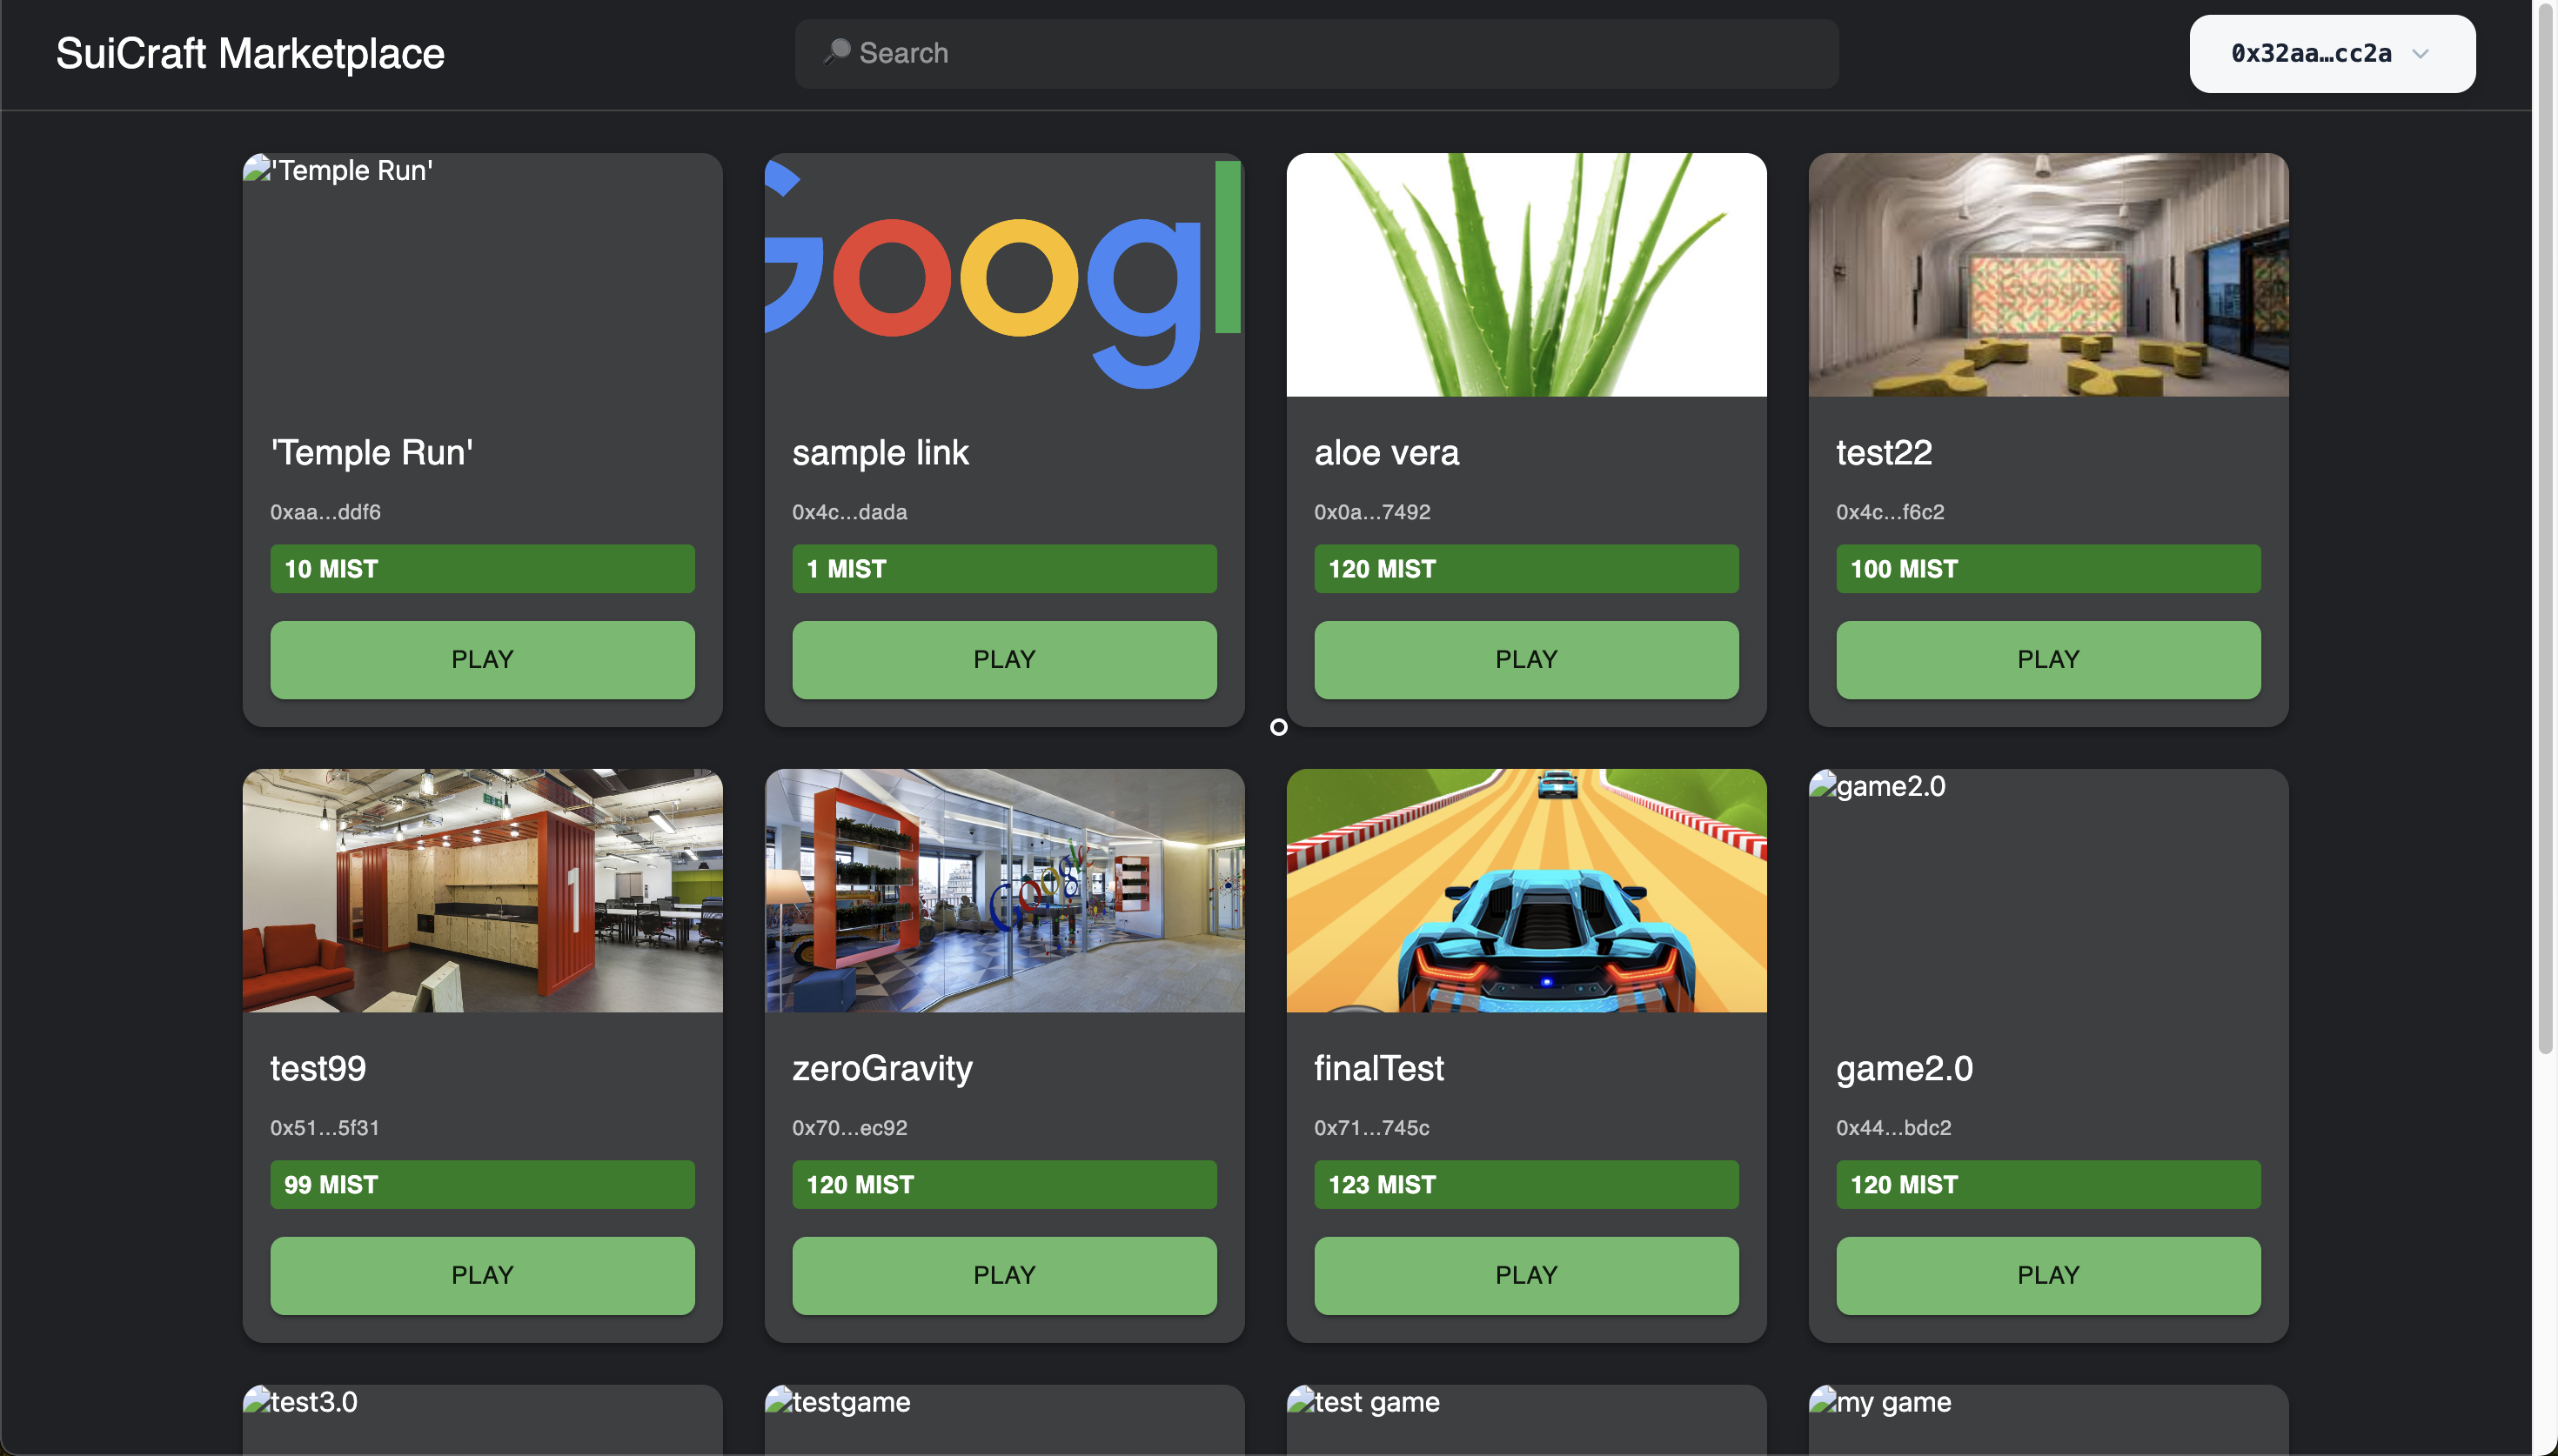 SuiCraft Marketplace
Search
0x32aa…cc2a
'Temple Run'
Googl
'Temple Run'
sample link
aloe vera
test22
0xaa...ddf6
0x4c...dada
0x0a...7492
0x4c...f6c2
10 MIST
1 MIST
120 MIST
100 MIST
PLAY
PLAY
PLAY
PLAY
1
Google
game2.0
test99
zeroGravity
finalTest
game2.0
0x51...5f31
0x70...ec92
0x71...745c
0x44...bdc2
99 MIST
120 MIST
123 MIST
120 MIST
PLAY
PLAY
PLAY
PLAY
test3.0
testgame
test game
my game